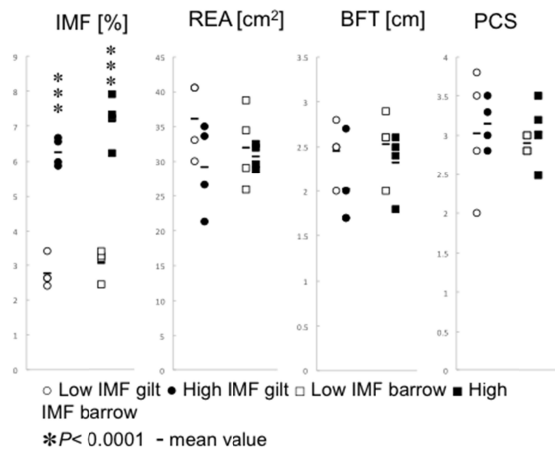 IMF [%] REA [cm²] BFT [cm] PCS
✻✻✻ ✻✻✻
9 45 3.5 4
8 40 3 3.5
7 35 2.5 3
6 30 2 2.5
5 25 1.5 2
4 20 1 1.5
3 15 0.5 1
2 10 0 0.5
1 5 0
0 0
○ Low IMF gilt ● High IMF gilt □ Low IMF barrow ■ High
IMF barrow
✻P< 0.0001 - mean value